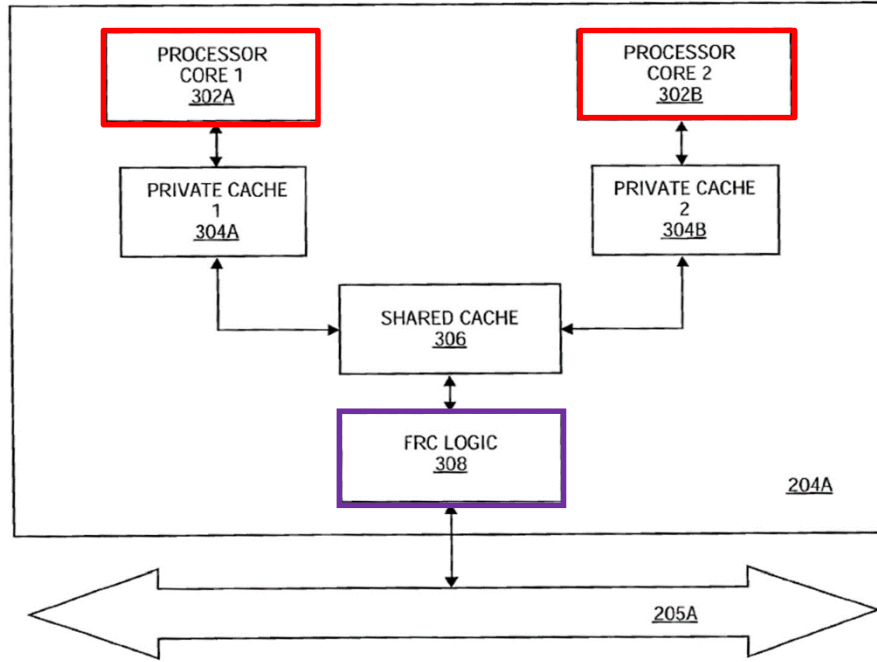 PROCESSOR
CORE 1
302A
PROCESSOR
CORE 2
302B
PRIVATE CACHE
1
304A
PRIVATE CACHE
2
304B
SHARED CACHE
306
FRC LOGIC
308
204A
205A